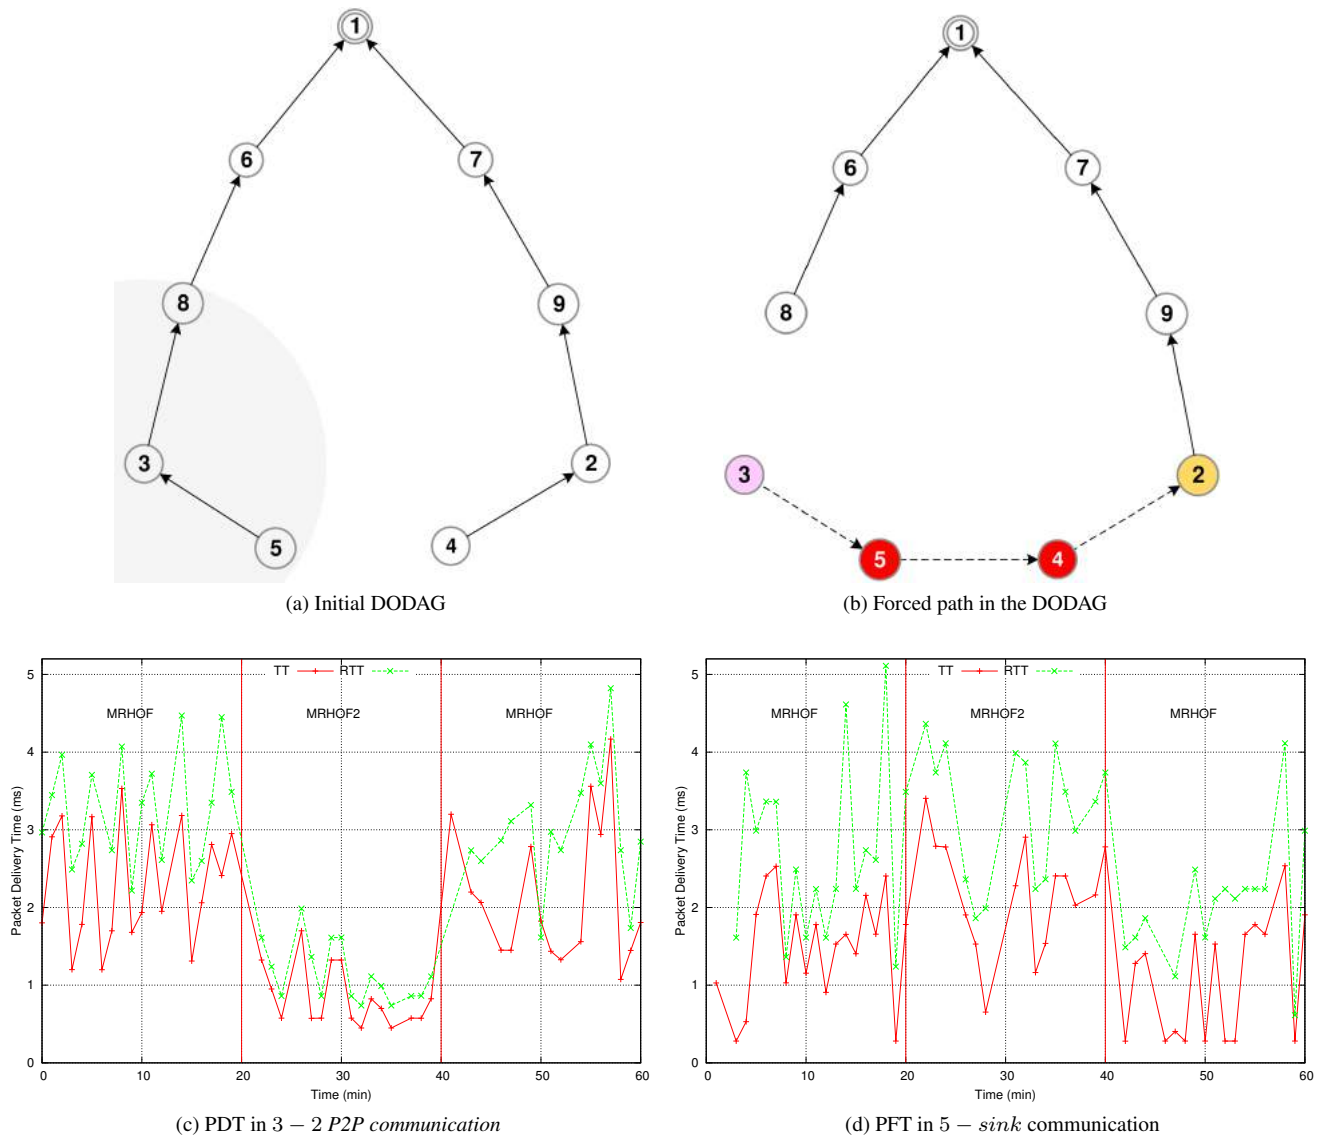 1
6
7
8
9
3
2
5
4
(a) Initial DODAG
1
6
7
8
9
3
2
5
4
(b) Forced path in the DODAG
TT RTT
MRHOF MRHOF2 MRHOF
Packet Delivery Time (ms)
5
4
3
2
1
0
0 10 20 30 40 50 60
Time (min)
(c) PDT in 3 − 2 P2P communication
TT RTT
MRHOF MRHOF2 MRHOF
Packet Delivery Time (ms)
5
4
3
2
1
0
0 10 20 30 40 50 60
Time (min)
(d) PFT in 5 − sink communication